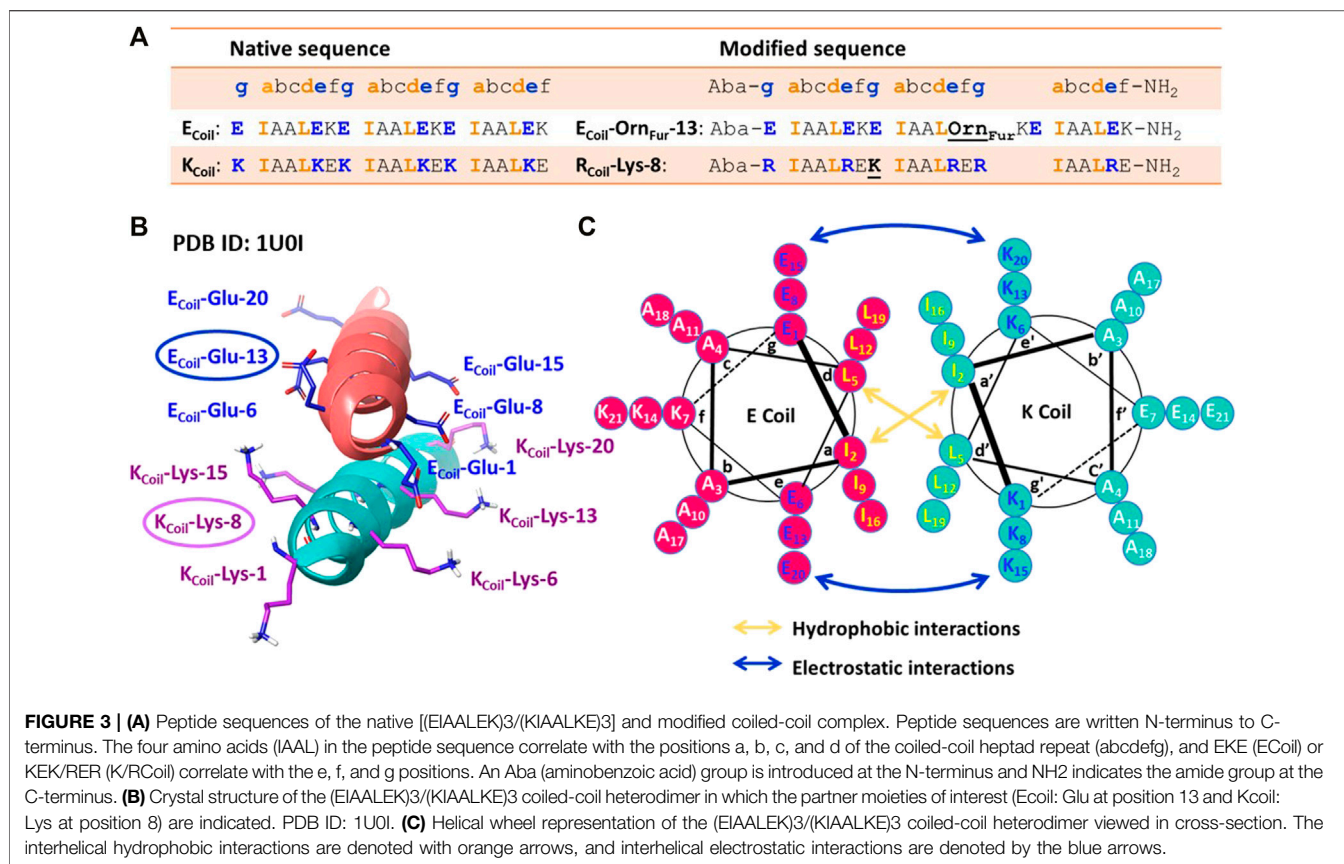 A
Native sequence Modified sequence
g abcdefg abcdefg abcdef Aba-g abcdefg abcdefg abcdef-NH2
ECoil: E IAALEKE IAALEKE IAALEK ECoil-OrnFur-13: Aba-E IAALEKE IAALOrnFurKE IAALEK-NH2
KCoil: K IAALKEK IAALKEK IAALKE RCoil-Lys-8: Aba-R IAALREK IAALRER IAALRE-NH2
B
PDB ID: 1U0I
ECoil-Glu-20
ECoil-Glu-13
ECoil-Glu-6
ECoil-Glu-15
ECoil-Glu-8
KCoil-Lys-20
ECoil-Glu-1
KCoil-Lys-15
KCoil-Lys-8
KCoil-Lys-13
KCoil-Lys-1
KCoil-Lys-6
C
E15
E8
E1
A18
A11
A4
L19
L12
L5
g
c
d
K21 K14 K7
f
E Coil
a
I2
I9
I16
b
e
A3
A10
A17
E6
E13
E20
K20
K13
K6
I16
I9
I2
e'
a'
b'
A17
A10
A3
K Coil
f'
E7 E14 E21
L5
L12
L19
d'
g'
C'
K1
K8
K15
A4
A11
A18
Hydrophobic interactions
Electrostatic interactions
FIGURE 3 | (A) Peptide sequences of the native [(EIAALEK)3/(KIAALKE)3] and modified coiled-coil complex. Peptide sequences are written N-terminus to C-
terminus. The four amino acids (IAAL) in the peptide sequence correlate with the positions a, b, c, and d of the coiled-coil heptad repeat (abcdefg), and EKE (ECoil) or
KEK/RER (K/RCoil) correlate with the e, f, and g positions. An Aba (aminobenzoic acid) group is introduced at the N-terminus and NH2 indicates the amide group at the
C-terminus. (B) Crystal structure of the (EIAALEK)3/(KIAALKE)3 coiled-coil heterodimer in which the partner moieties of interest (Ecoil: Glu at position 13 and Kcoil:
Lys at position 8) are indicated. PDB ID: 1U0I. (C) Helical wheel representation of the (EIAALEK)3/(KIAALKE)3 coiled-coil heterodimer viewed in cross-section. The
interhelical hydrophobic interactions are denoted with orange arrows, and interhelical electrostatic interactions are denoted by the blue arrows.